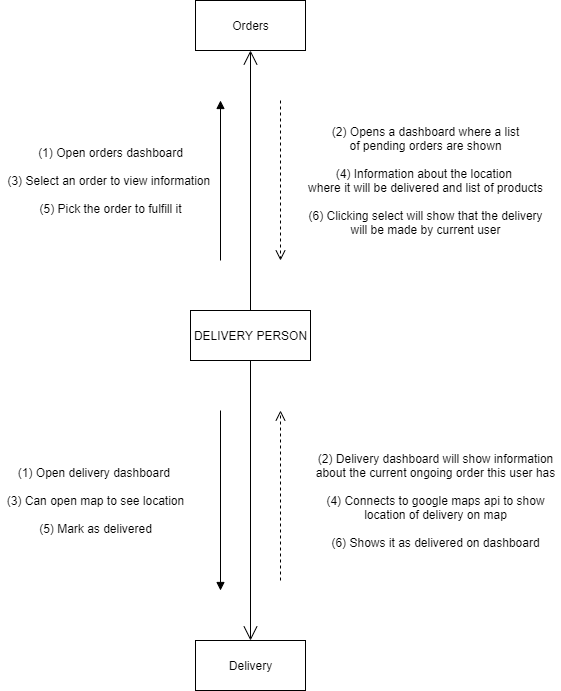 Orders
(1) Open orders dashboard
(3) Select an order to view information
(5) Pick the order to fulfill it
(2) Opens a dashboard where a list
of pending orders are shown
(4) Information about the location
where it will be delivered and list of products
(6) Clicking select will show that the delivery
will be made by current user
DELIVERY PERSON
(1) Open delivery dashboard
(3) Can open map to see location
(5) Mark as delivered
(2) Delivery dashboard will show information
about the current ongoing order this user has
(4) Connects to google maps api to show
location of delivery on map
(6) Shows it as delivered on dashboard
Delivery